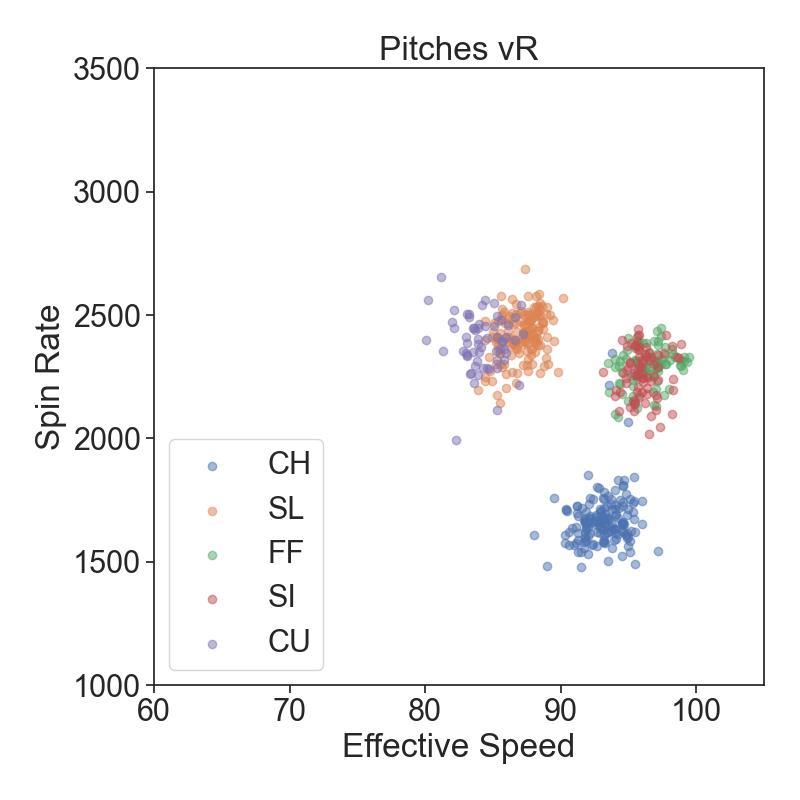 Pitches vR
3500
3000
2500
2000
1500
1000
Spin Rate
CH
SL
FF
SI
CU
60 70 80 90 100
Effective Speed